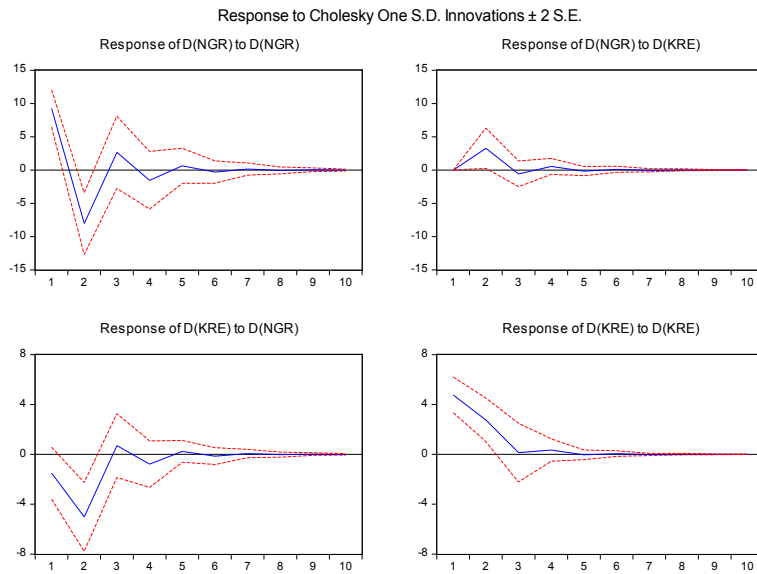 Response to Cholesky One S.D. Innovations ± 2 S.E.
Response of D(NGR) to D(NGR)
15
10
5
0
-5
-10
-15
1 2 3 4 5 6 7 8 9 10
Response of D(NGR) to D(KRE)
15
10
5
0
-5
-10
-15
1 2 3 4 5 6 7 8 9 10
Response of D(KRE) to D(NGR)
8
4
0
-4
-8
1 2 3 4 5 6 7 8 9 10
Response of D(KRE) to D(KRE)
8
4
0
-4
-8
1 2 3 4 5 6 7 8 9 10